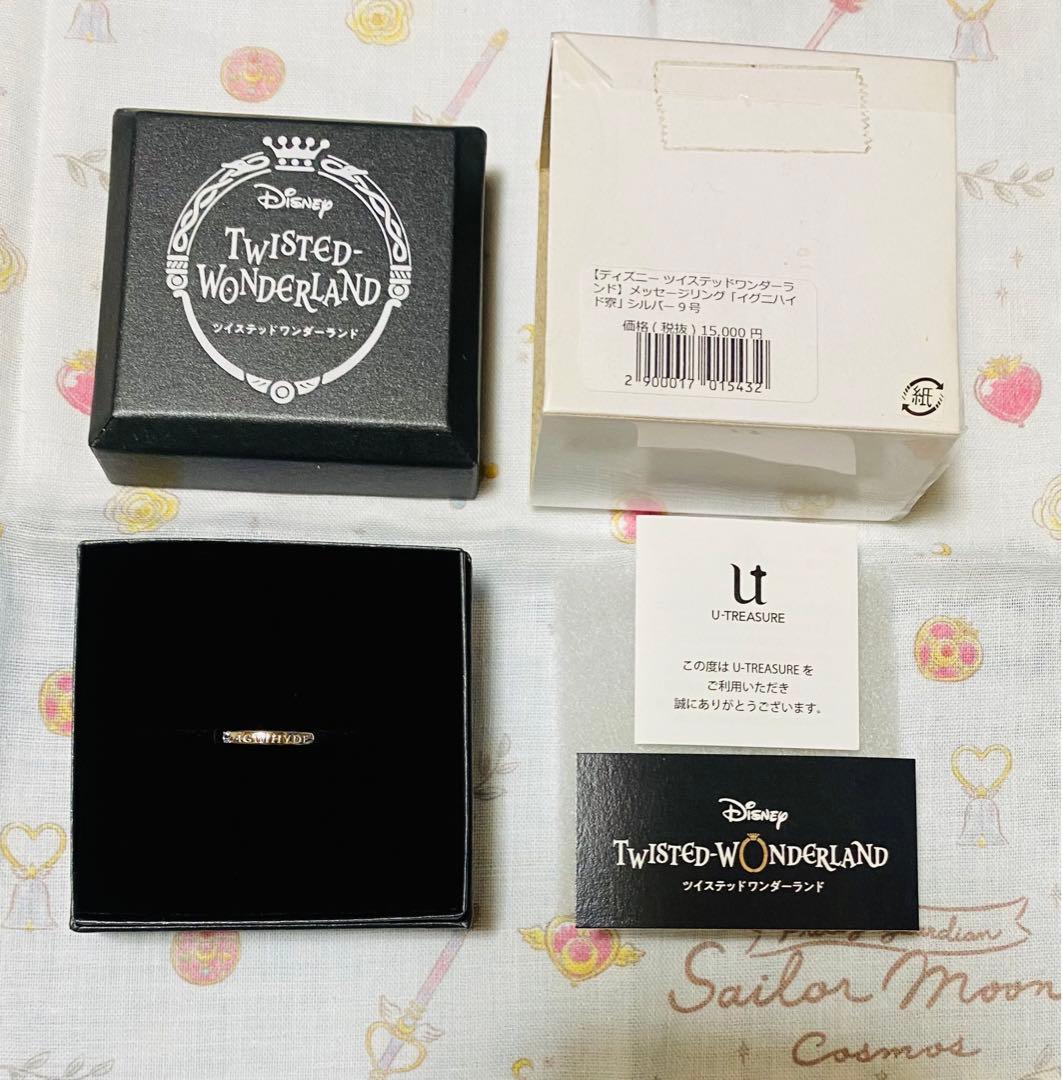 Disney
TWISTED-
WONDERLAND
ツイステッドワンダーランド
【ディズニー ツイステッドワンダーラ
ンド】メッセージリング「イグニハイ
ド寮」シルバー９号
価格(税抜) 15,000 円
2 900017 015432
紙
ut
U-TREASURE
この度は U-TREASURE を
ご利用いただき
誠にありがとうございます。
Disney
TWISTED-WONDERLAND
ツイステッドワンダーランド
Sailor Moon
Cosmos